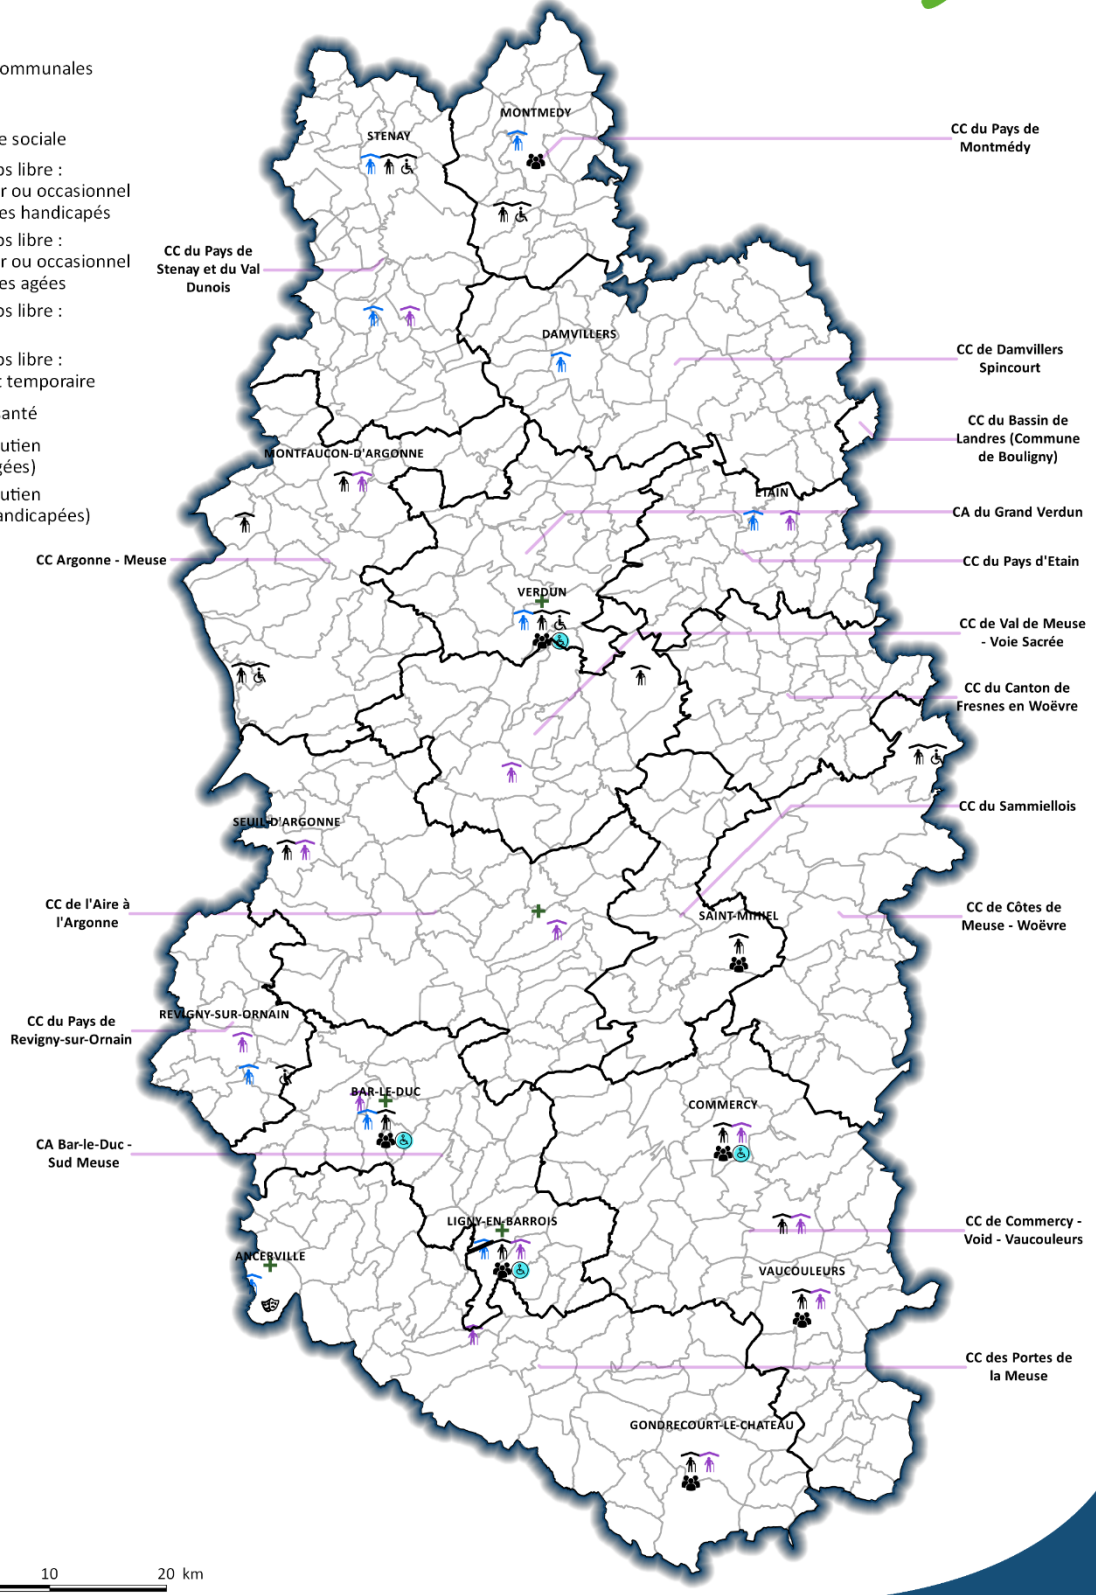 ommunales
e sociale
ps libre :
r ou occasionnel
es handicapés
ps libre :
r ou occasionnel
es agées
ps libre :
ps libre :
t temporaire
santé
utien
gées)
utien
andicapées)
MONTMEDY
STENAY
CC du Pays de
Montmédy
CC du Pays de
Stenay et du Val
Dunois
DAMVILLERS
CC de Damvillers
Spincourt
CC du Bassin de
Landres (Commune
de Bouligny)
MONTFAUCON-D'ARGONNE
ETAIN
CA du Grand Verdun
CC Argonne - Meuse
CC du Pays d'Etain
VERDUN
CC de Val de Meuse
- Voie Sacrée
CC du Canton de
Fresnes en Woëvre
CC du Sammiellois
SEUIL-D'ARGONNE
CC de l'Aire à
l'Argonne
SAINT-MIHIEL
CC de Côtes de
Meuse - Woëvre
REVIGNY-SUR-ORNAIN
CC du Pays de
Revigny-sur-Ornain
BAR-LE-DUC
COMMERCY
CA Bar-le-Duc -
Sud Meuse
LIGNY-EN-BARROIS
CC de Commercy -
Void - Vaucouleurs
ANCERVILLE
VAUCOULEURS
CC des Portes de
la Meuse
GONDRECOURT-LE-CHATEAU
10 20 km